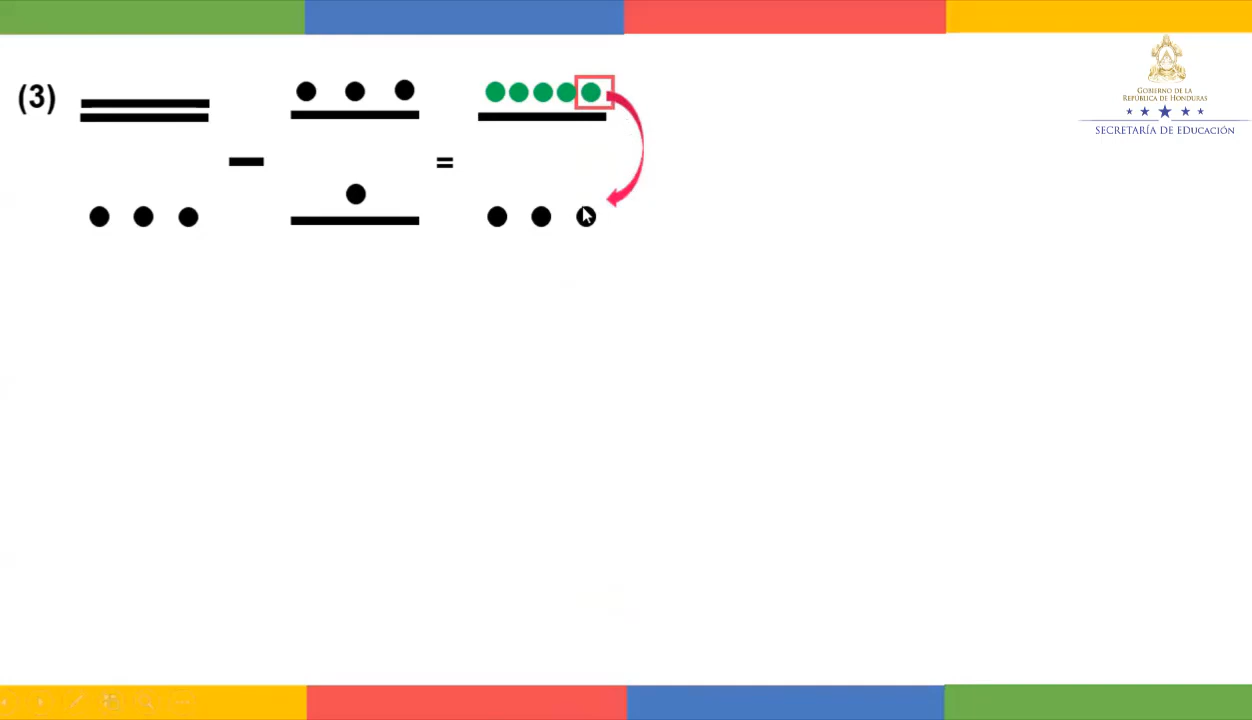 (3)
− =
GOBIERNO DE LA
REPÚBLICA DE HONDURAS
SECRETARÍA DE EDUCACIÓN